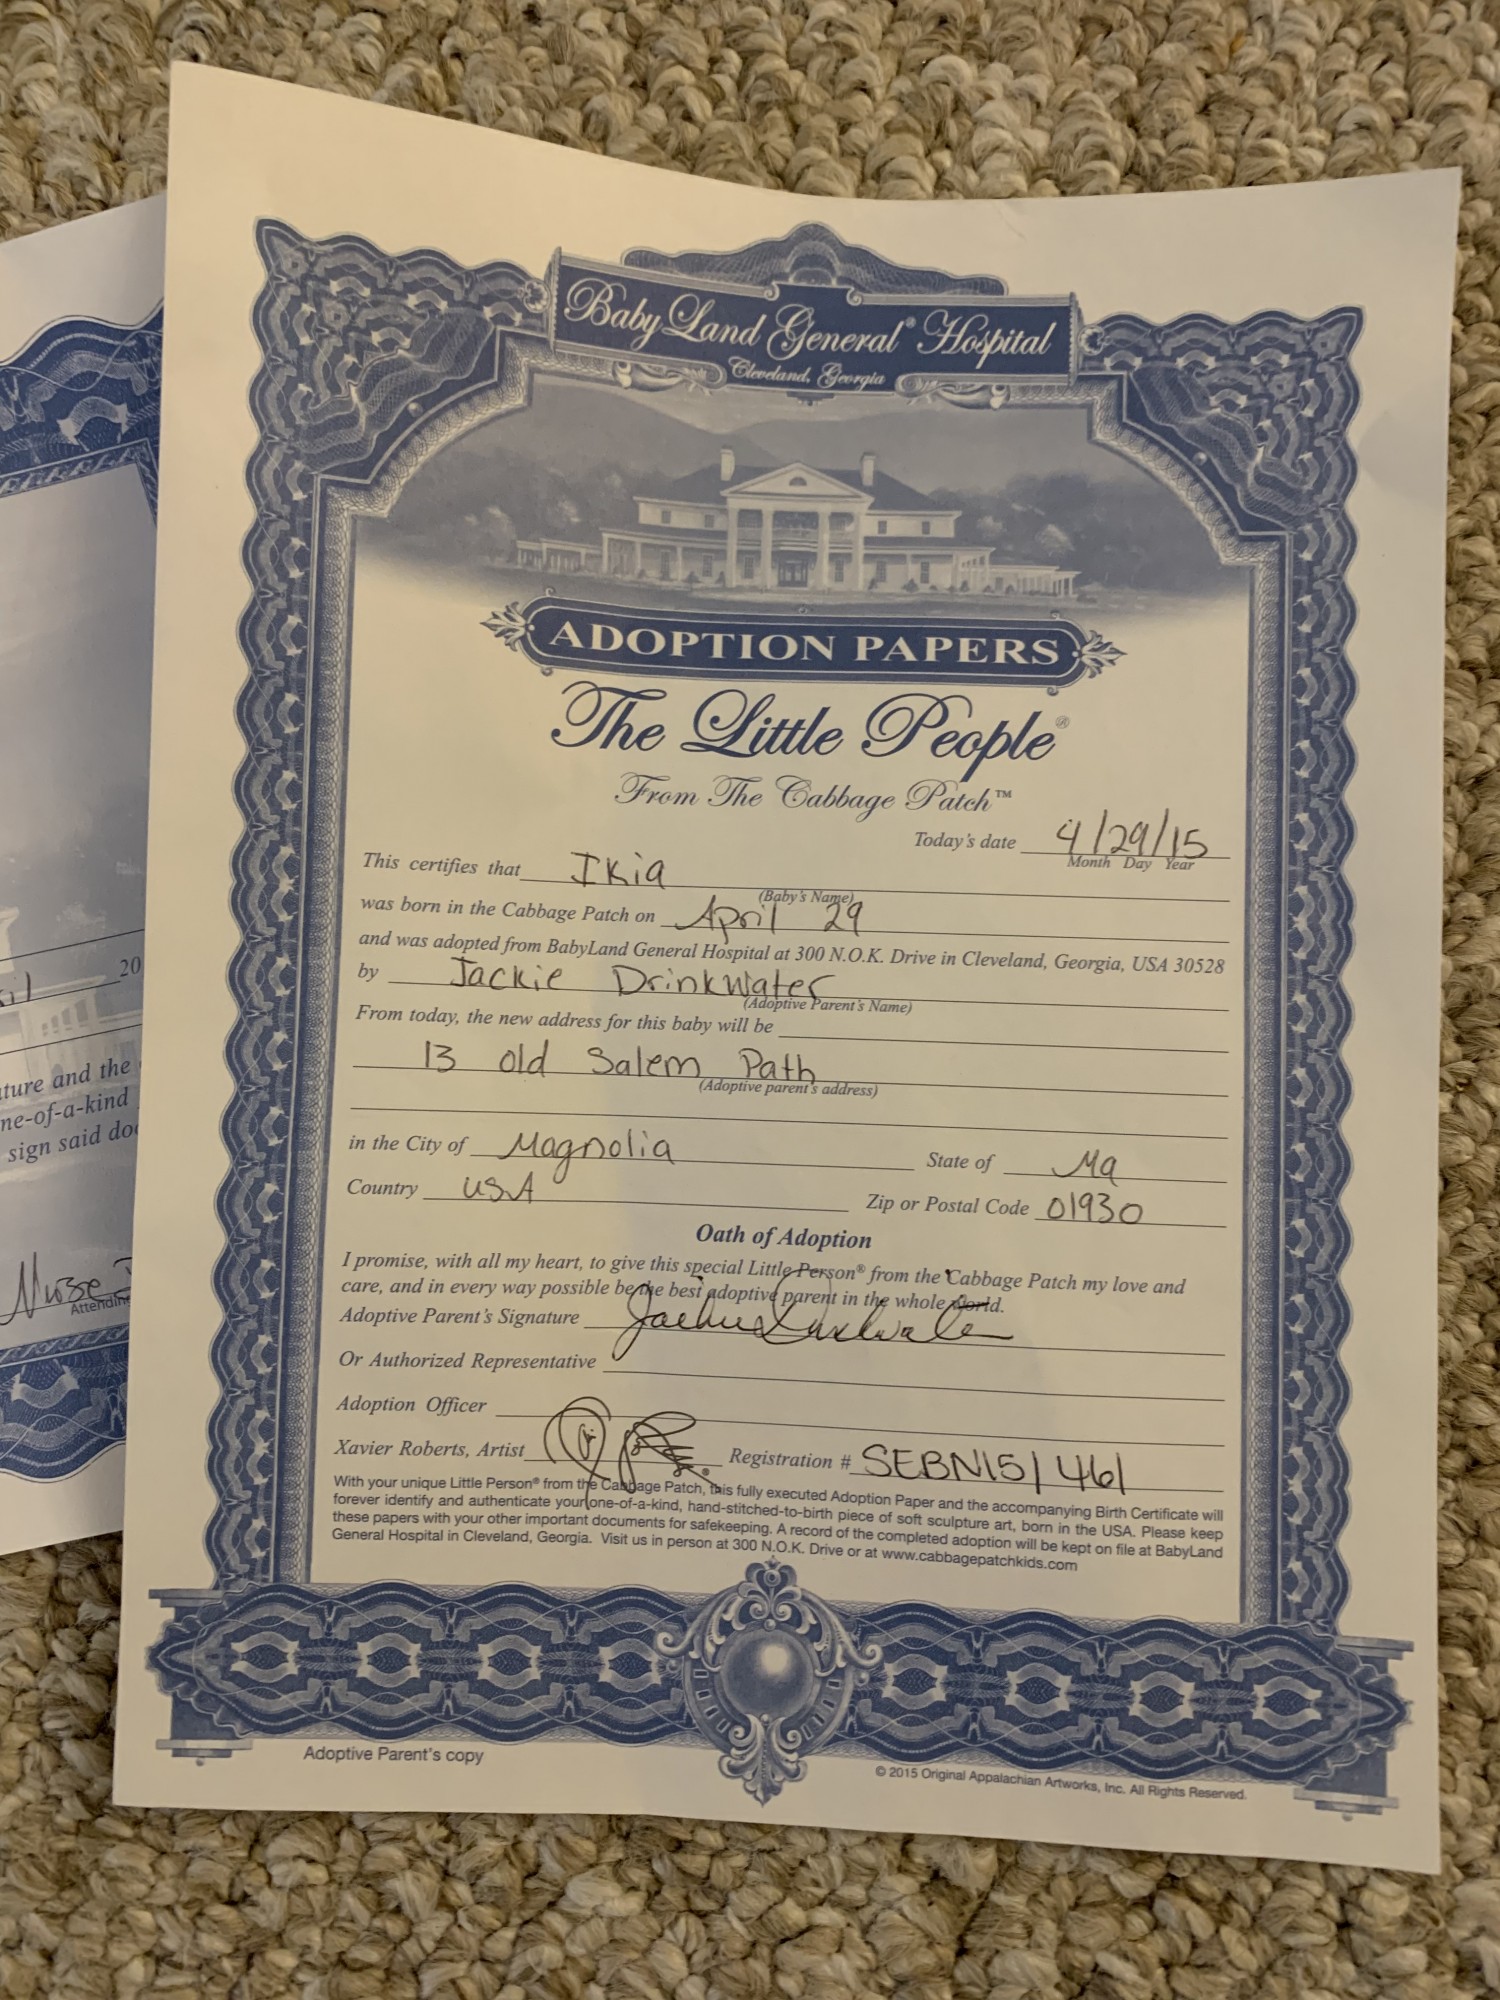 BabyLand General® Hospital
Cleveland, Georgia
ADOPTION PAPERS
The Little People®
From The Cabbage Patch™
Today's date 4/29/15
Month Day Year
This certifies that Ikia
(Baby's Name)
was born in the Cabbage Patch on April 29
and was adopted from BabyLand General Hospital at 300 N.O.K. Drive in Cleveland, Georgia, USA 30528
by Jackie Drinkwater
(Adoptive Parent's Name)
From today, the new address for this baby will be
13 Old Salem Path
(Adoptive parent's address)
in the City of Magnolia State of Ma
Country USA Zip or Postal Code 01930
Oath of Adoption
I promise, with all my heart, to give this special Little Person® from the Cabbage Patch my love and
care, and in every way possible be the best adoptive parent in the whole world.
Adoptive Parent's Signature Jackie Drinkwater
Or Authorized Representative
Adoption Officer
Xavier Roberts, Artist Registration # SEBN15/461
With your unique Little Person® from the Cabbage Patch, this fully executed Adoption Paper and the accompanying Birth Certificate will
forever identify and authenticate your one-of-a-kind, hand-stitched-to-birth piece of soft sculpture art, born in the USA. Please keep
these papers with your other important documents for safekeeping. A record of the completed adoption will be kept on file at BabyLand
General Hospital in Cleveland, Georgia. Visit us in person at 300 N.O.K. Drive or at www.cabbagepatchkids.com
Adoptive Parent's copy
© 2015 Original Appalachian Artworks, Inc. All Rights Reserved.
20
ture and the
ne-of-a-kind
sign said do
Nurse
Attending